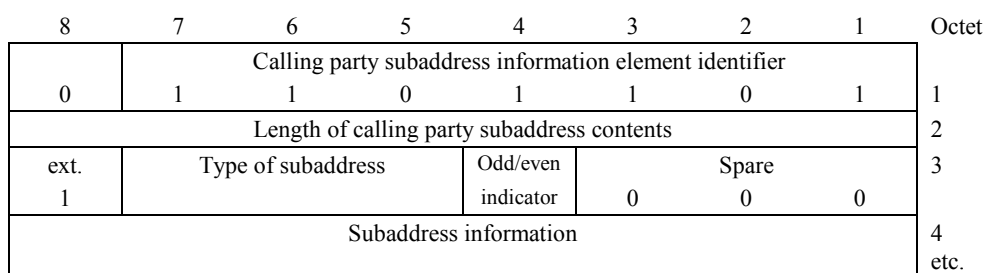 8 7 6 5 4 3 2 1 Octet
Calling party subaddress information element identifier
0 1 1 0 1 1 0 1 1
Length of calling party subaddress contents 2
ext. Type of subaddress Odd/even Spare 3
1 indicator 0 0 0
Subaddress information 4
etc.